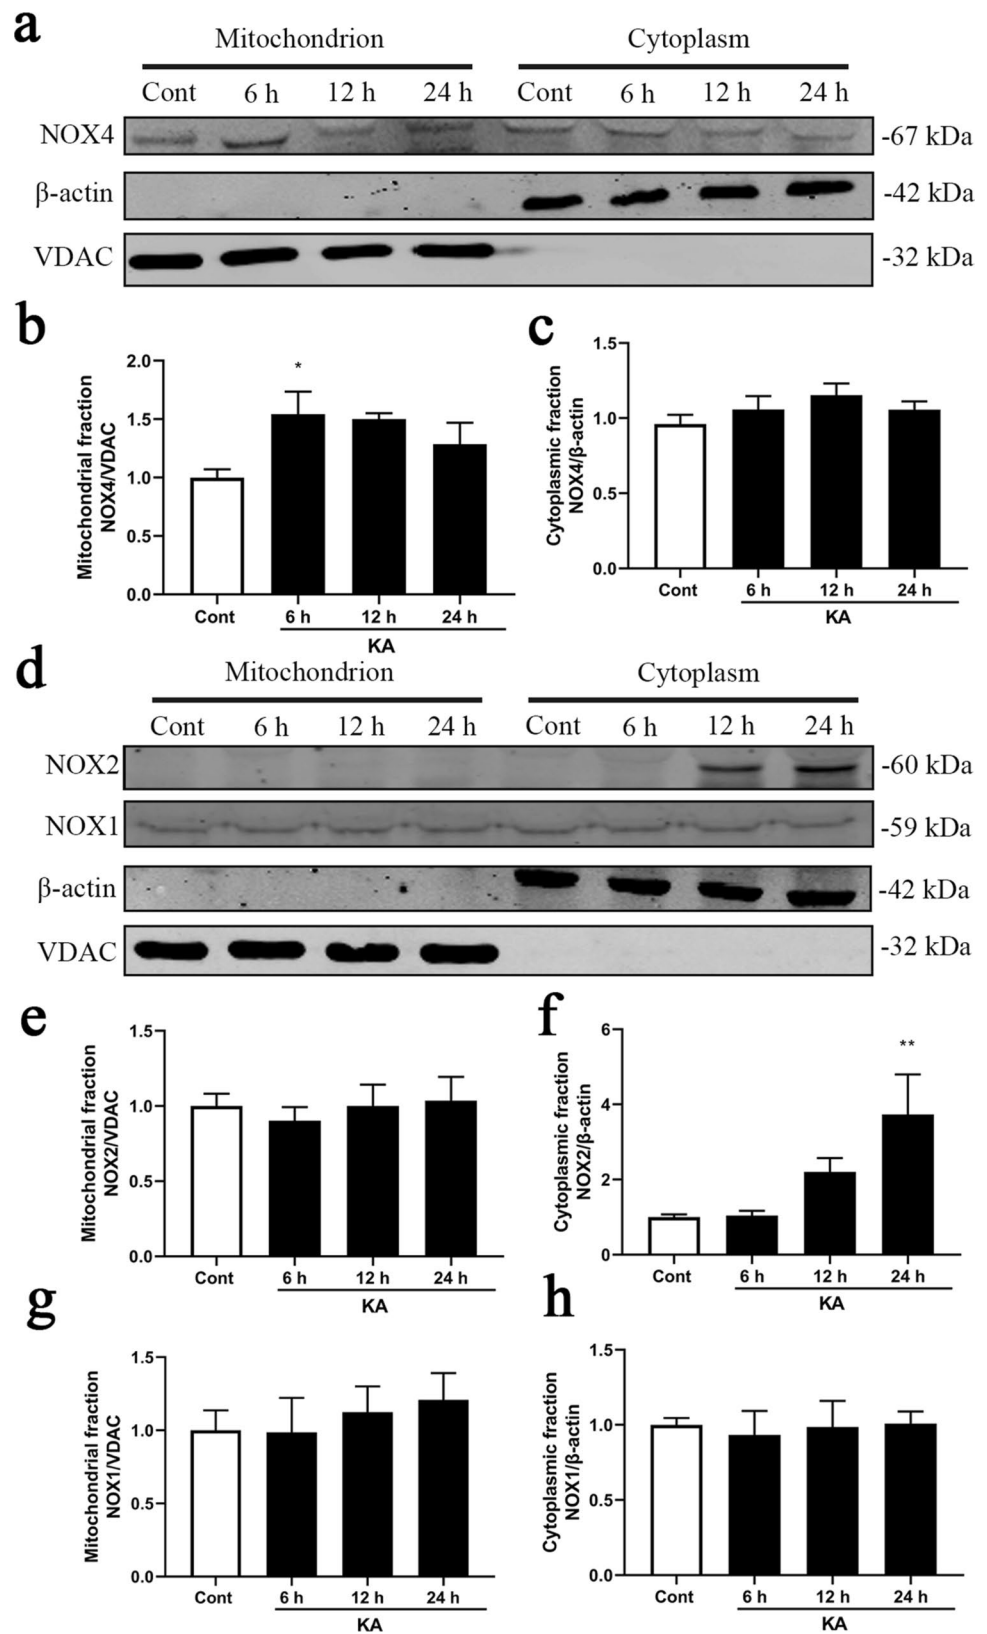 a
Mitochondrion Cytoplasm
Cont 6 h 12 h 24 h Cont 6 h 12 h 24 h
NOX4 -67 kDa
β-actin -42 kDa
VDAC -32 kDa
b
Mitochondrial fraction
NOX4/VDAC
2.0
1.5
1.0
0.5
0.0
*
Cont 6 h 12 h 24 h
KA
c
Cytoplasmic fraction
NOX4/β-actin
1.5
1.0
0.5
0.0
Cont 6 h 12 h 24 h
KA
d
Mitochondrion Cytoplasm
Cont 6 h 12 h 24 h Cont 6 h 12 h 24 h
NOX2 -60 kDa
NOX1 -59 kDa
β-actin -42 kDa
VDAC -32 kDa
e
Mitochondrial fraction
NOX2/VDAC
1.5
1.0
0.5
0.0
Cont 6 h 12 h 24 h
KA
f
Cytoplasmic fraction
NOX2/β-actin
6
4
2
0
**
Cont 6 h 12 h 24 h
KA
g
Mitochondrial fraction
NOX1/VDAC
1.5
1.0
0.5
0.0
Cont 6 h 12 h 24 h
KA
h
Cytoplasmic fraction
NOX1/β-actin
1.5
1.0
0.5
0.0
Cont 6 h 12 h 24 h
KA